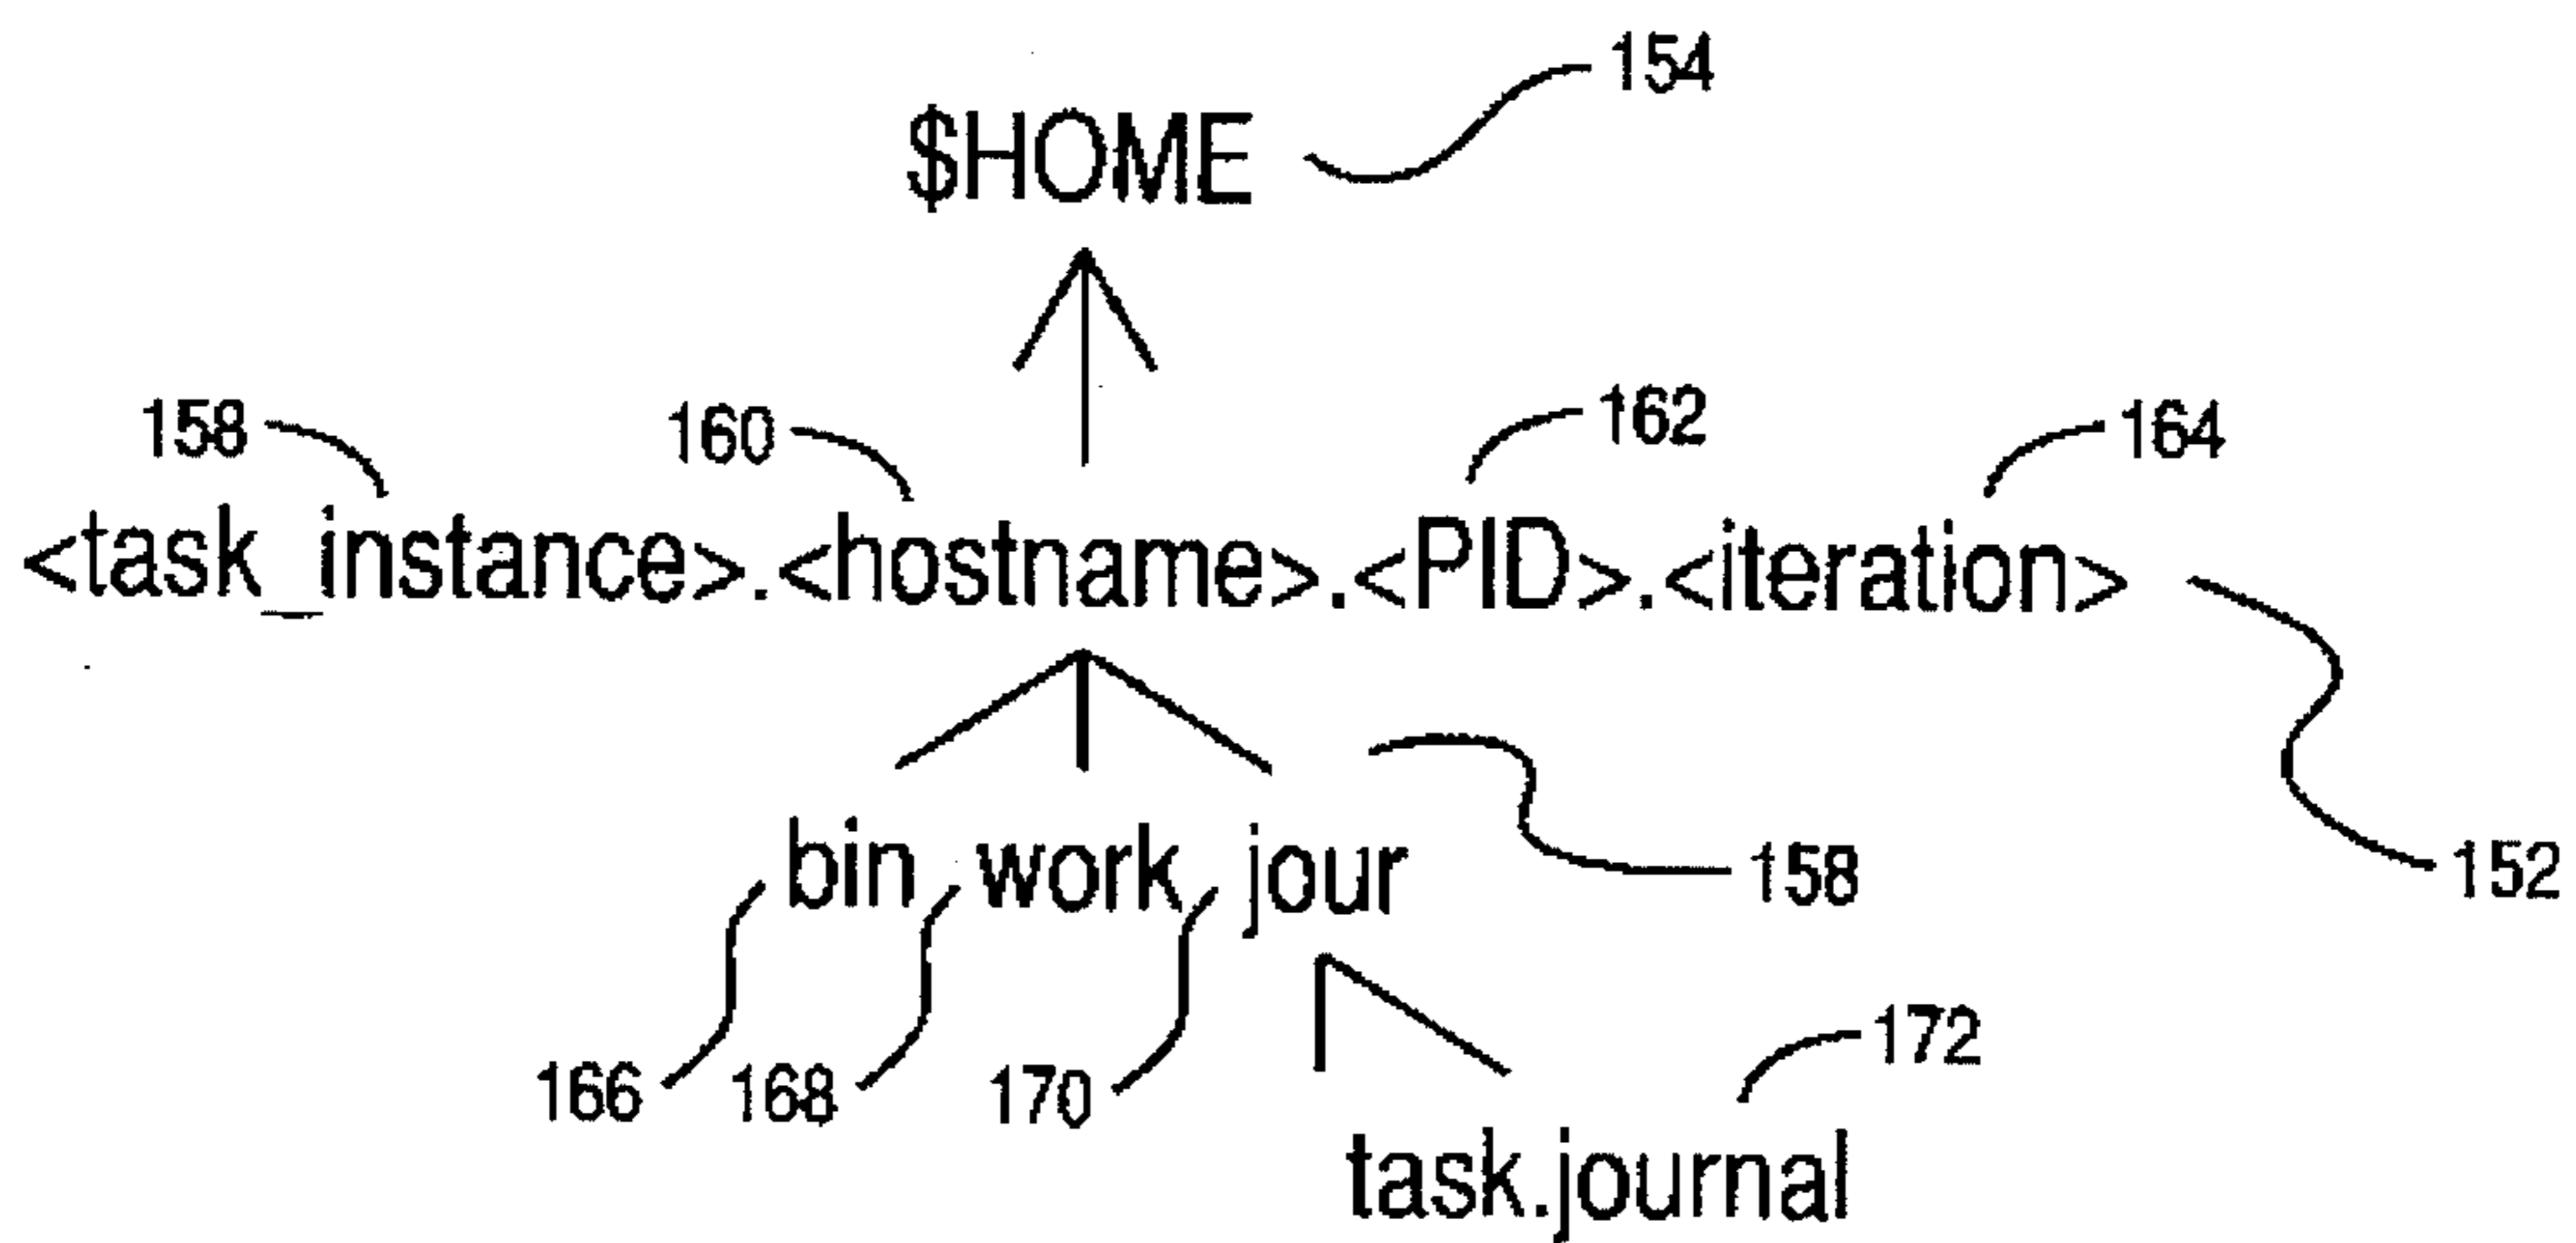 154
$HOME
158 160 162 164
<task_instance>.<hostname>.<PID>.<iteration>
bin work jour 158 152
166 168 170 172
task.journal